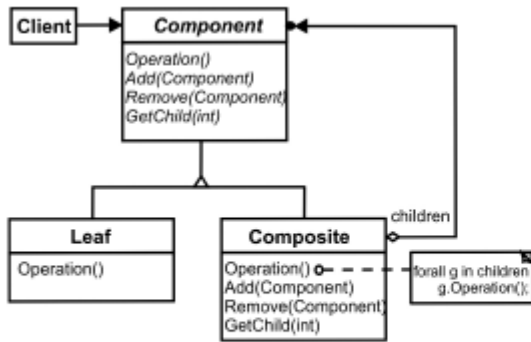 Client
Component
Operation()
Add(Component)
Remove(Component)
GetChild(int)
children
Leaf
Operation()
Composite
Operation()
Add(Component)
Remove(Component)
GetChild(int)
forall g in children
g.Operation();